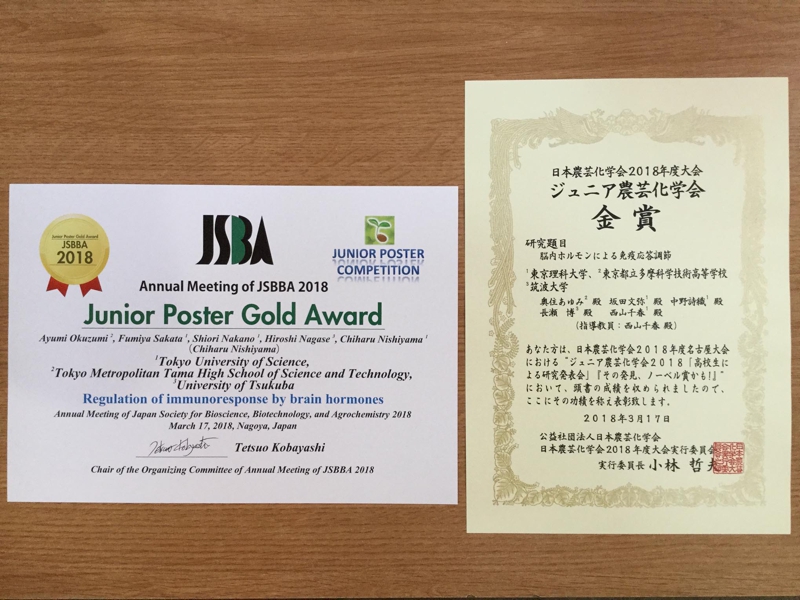 Junior Poster Gold Award
JSBBA
2018
JSBA
JUNIOR POSTER
COMPETITION
Annual Meeting of JSBBA 2018
Junior Poster Gold Award
Ayumi Okuzumi ², Fumiya Sakata ¹, Shiori Nakano ¹, Hiroshi Nagase ³, Chiharu Nishiyama ¹
(Chiharu Nishiyama)
¹Tokyo University of Science,
²Tokyo Metropolitan Tama High School of Science and Technology,
³University of Tsukuba
Regulation of immunoresponse by brain hormones
Annual Meeting of Japan Society for Bioscience, Biotechnology, and Agrochemistry 2018
March 17, 2018, Nagoya, Japan
Tetsuo Kobayashi
Chair of the Organizing Committee of Annual Meeting of JSBBA 2018
日本農芸化学会2018年度大会
ジュニア農芸化学会
金賞
研究題目
脳内ホルモンによる免疫応答調節
¹東京理科大学、²東京都立多摩科学技術高等学校
³筑波大学
奥住あゆみ² 殿 坂田文弥¹ 殿 中野詩織¹ 殿
長瀬 博³ 殿 西山千春¹ 殿
(指導教員：西山千春 殿)
あなた方は、日本農芸化学会2018年度名古屋大会
における“ジュニア農芸化学会2018「高校生に
よる研究発表会」『その発見、ノーベル賞かも!』”
において、頭書の成績を収められましたので、
ここにその功績を称え表彰致します。
2018年3月17日
公益社団法人日本農芸化学会
日本農芸化学会2018年度大会実行委員会
実行委員長 小林 哲夫